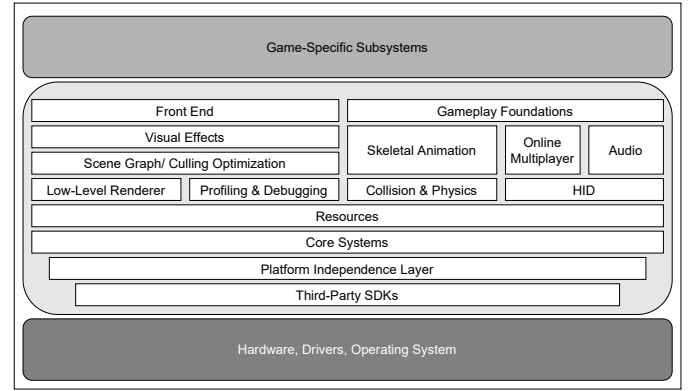 Game-Specific Subsystems
Front End
Gameplay Foundations
Visual Effects
Skeletal Animation
Online
Multiplayer
Audio
Scene Graph/ Culling Optimization
Low-Level Renderer
Profiling & Debugging
Collision & Physics
HID
Resources
Core Systems
Platform Independence Layer
Third-Party SDKs
Hardware, Drivers, Operating System